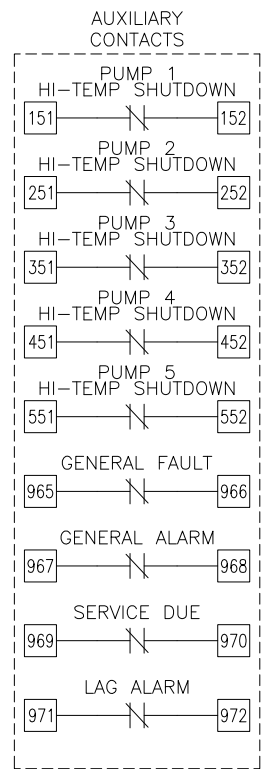 AUXILIARY
CONTACTS
PUMP 1
HI-TEMP SHUTDOWN
151 152
PUMP 2
HI-TEMP SHUTDOWN
251 252
PUMP 3
HI-TEMP SHUTDOWN
351 352
PUMP 4
HI-TEMP SHUTDOWN
451 452
PUMP 5
HI-TEMP SHUTDOWN
551 552
GENERAL FAULT
965 966
GENERAL ALARM
967 968
SERVICE DUE
969 970
LAG ALARM
971 972